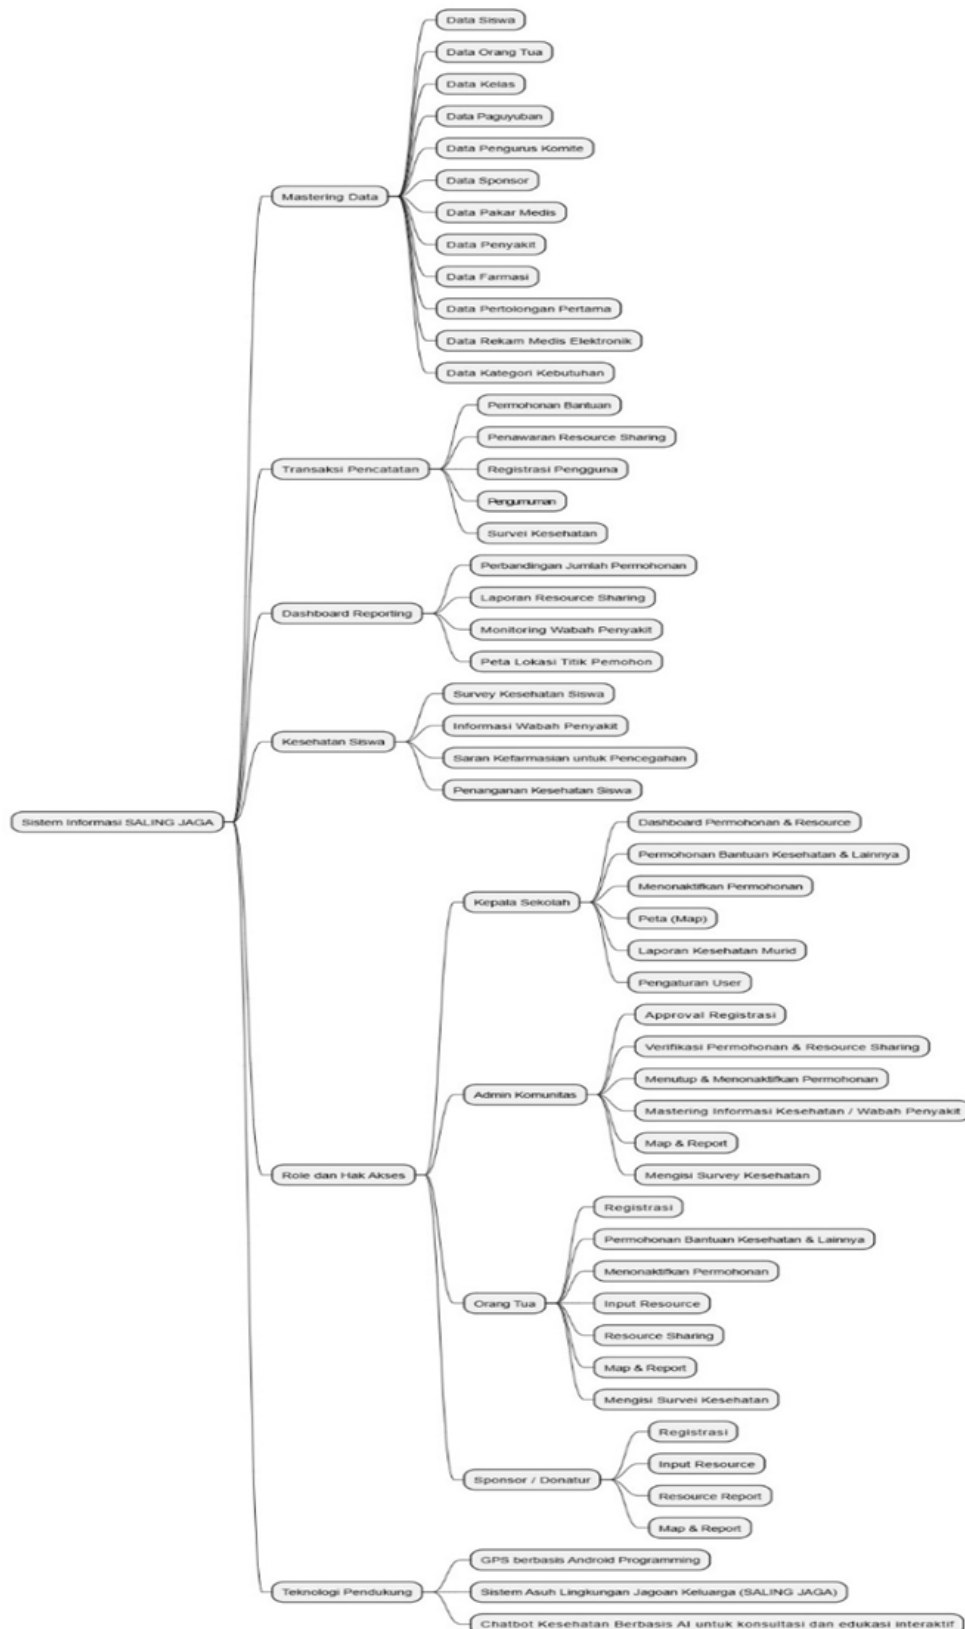 Sistem Informasi SALING JAGA
Mastering Data
Data Siswa
Data Orang Tua
Data Kelas
Data Paguyuban
Data Pengurus Komite
Data Sponsor
Data Pakar Medis
Data Penyakit
Data Farmasi
Data Pertolongan Pertama
Data Rekam Medis Elektronik
Data Kategori Kebutuhan
Transaksi Pencatatan
Permohonan Bantuan
Penawaran Resource Sharing
Registrasi Pengguna
Pengumuman
Survei Kesehatan
Dashboard Reporting
Perbandingan Jumlah Permohonan
Laporan Resource Sharing
Monitoring Wabah Penyakit
Peta Lokasi Titik Pemohon
Kesehatan Siswa
Survey Kesehatan Siswa
Informasi Wabah Penyakit
Saran Kefarmasian untuk Pencegahan
Penanganan Kesehatan Siswa
Role dan Hak Akses
Kepala Sekolah
Dashboard Permohonan & Resource
Permohonan Bantuan Kesehatan & Lainnya
Menonaktifkan Permohonan
Peta (Map)
Laporan Kesehatan Murid
Pengaturan User
Admin Komunitas
Approval Registrasi
Verifikasi Permohonan & Resource Sharing
Menutup & Menonaktifkan Permohonan
Mastering Informasi Kesehatan / Wabah Penyakit
Map & Report
Mengisi Survey Kesehatan
Orang Tua
Registrasi
Permohonan Bantuan Kesehatan & Lainnya
Menonaktifkan Permohonan
Input Resource
Resource Sharing
Map & Report
Mengisi Survei Kesehatan
Sponsor / Donatur
Registrasi
Input Resource
Resource Report
Map & Report
Teknologi Pendukung
GPS berbasis Android Programming
Sistem Asuh Lingkungan Jagoan Keluarga (SALING JAGA)
Chatbot Kesehatan Berbasis AI untuk konsultasi dan edukasi interaktif